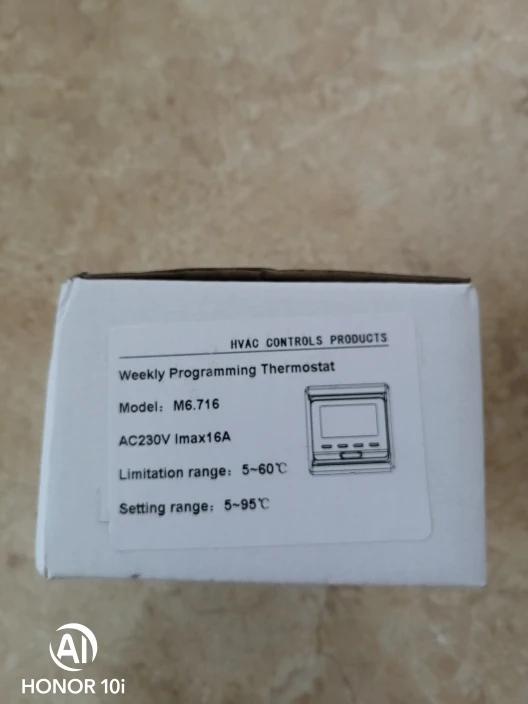 HVAC CONTROLS PRODUCTS
Weekly Programming Thermostat
Model: M6.716
AC230V Imax16A
Limitation range: 5~60℃
Setting range: 5~95℃
AI
HONOR 10i